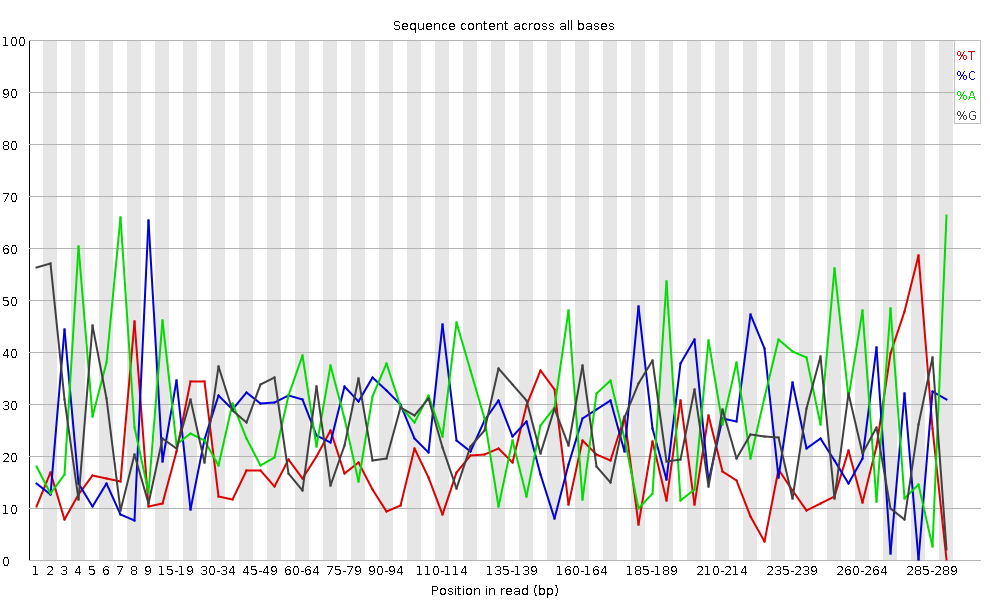 Sequence content across all bases
100
90
80
70
60
50
40
30
20
10
0
%T
%C
%A
%G
1 2 3 4 5 6 7 8 9 15-19 30-34 45-49 60-64 75-79 90-94 110-114 135-139 160-164 185-189 210-214 235-239 260-264 285-289
Position in read (bp)